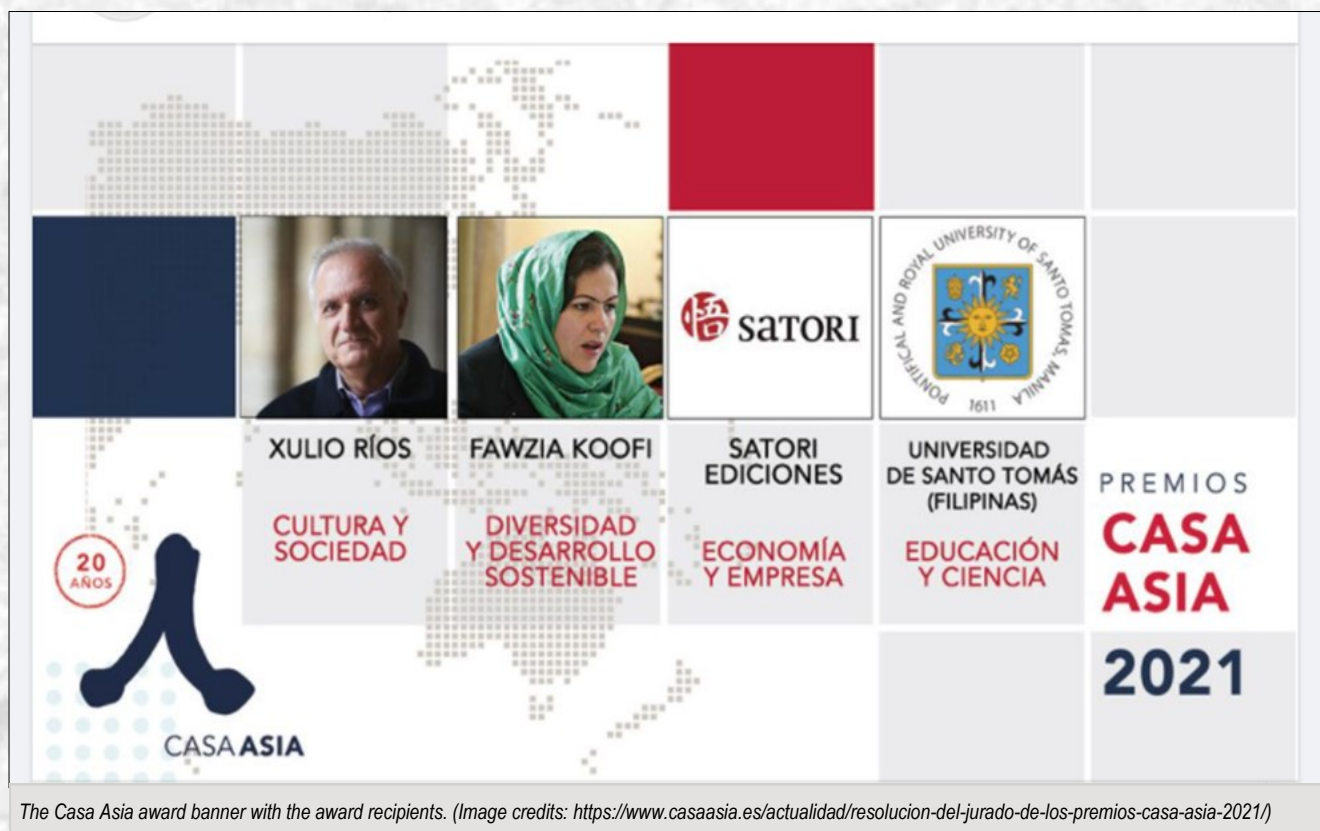 PONTIFICAL AND ROYAL UNIVERSITY OF SANTO TOMAS, MANILA
1611
悟 SATORI
XULIO RÍOS
CULTURA Y
SOCIEDAD
FAWZIA KOOFI
DIVERSIDAD
Y DESARROLLO
SOSTENIBLE
SATORI
EDICIONES
ECONOMÍA
Y EMPRESA
UNIVERSIDAD
DE SANTO TOMÁS
(FILIPINAS)
EDUCACIÓN
Y CIENCIA
PREMIOS
CASA
ASIA
2021
20
AÑOS
CASAASIA
The Casa Asia award banner with the award recipients. (Image credits: https://www.casaasia.es/actualidad/resolucion-del-jurado-de-los-premios-casa-asia-2021/)